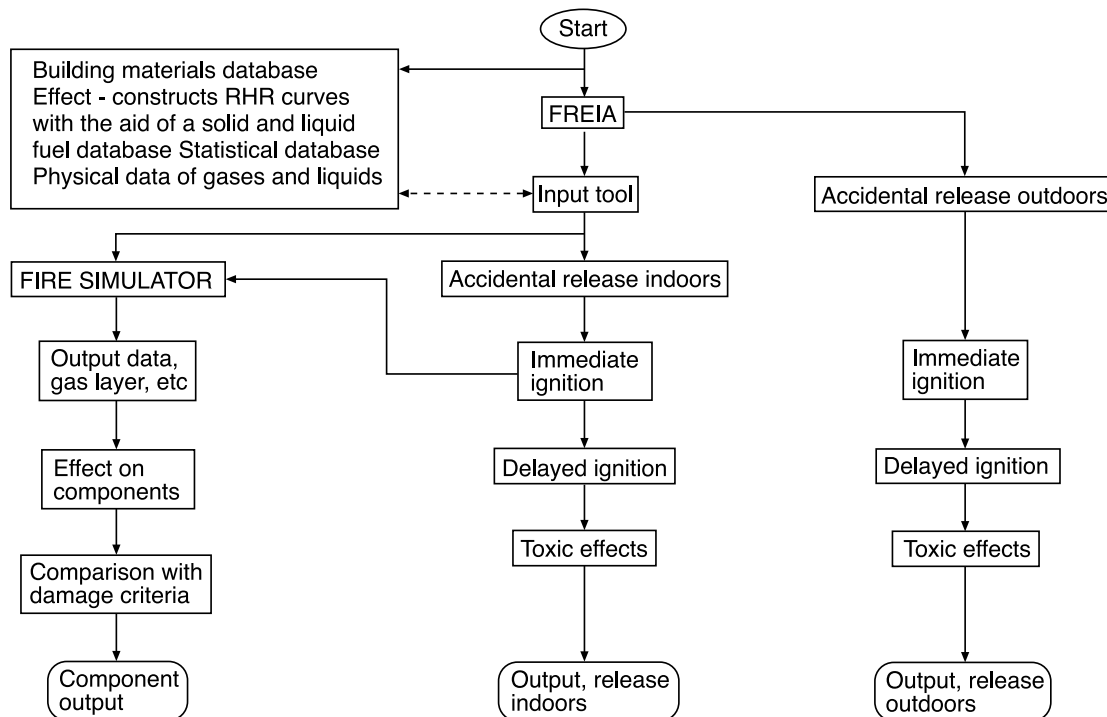 Start
Building materials database
Effect - constructs RHR curves
with the aid of a solid and liquid
fuel database Statistical database
Physical data of gases and liquids
FREIA
Input tool
Accidental release outdoors
FIRE SIMULATOR
Accidental release indoors
Output data,
gas layer, etc
Immediate
ignition
Immediate
ignition
Effect on
components
Delayed ignition
Delayed ignition
Comparison with
damage criteria
Toxic effects
Toxic effects
Component
output
Output, release
indoors
Output, release
outdoors